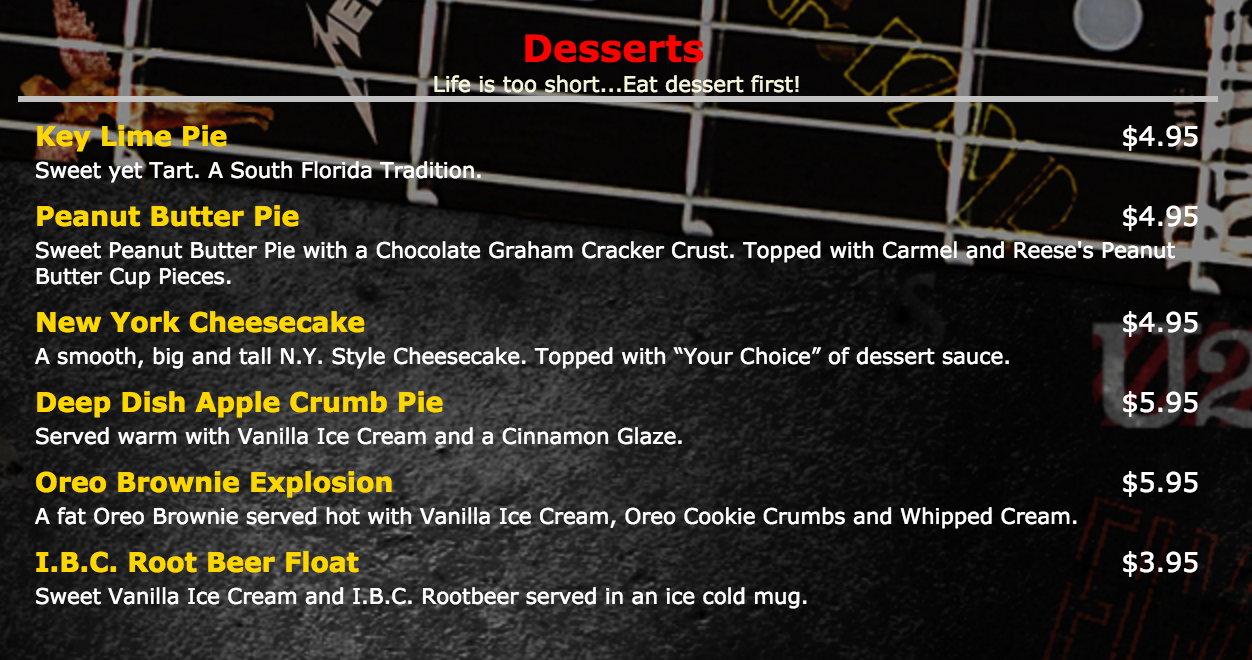 Desserts
Life is too short...Eat dessert first!
Key Lime Pie $4.95
Sweet yet Tart. A South Florida Tradition.
Peanut Butter Pie $4.95
Sweet Peanut Butter Pie with a Chocolate Graham Cracker Crust. Topped with Carmel and Reese's Peanut
Butter Cup Pieces.
New York Cheesecake $4.95
A smooth, big and tall N.Y. Style Cheesecake. Topped with “Your Choice” of dessert sauce.
U2
Deep Dish Apple Crumb Pie $5.95
Served warm with Vanilla Ice Cream and a Cinnamon Glaze.
Oreo Brownie Explosion $5.95
A fat Oreo Brownie served hot with Vanilla Ice Cream, Oreo Cookie Crumbs and Whipped Cream.
I.B.C. Root Beer Float $3.95
Sweet Vanilla Ice Cream and I.B.C. Rootbeer served in an ice cold mug.